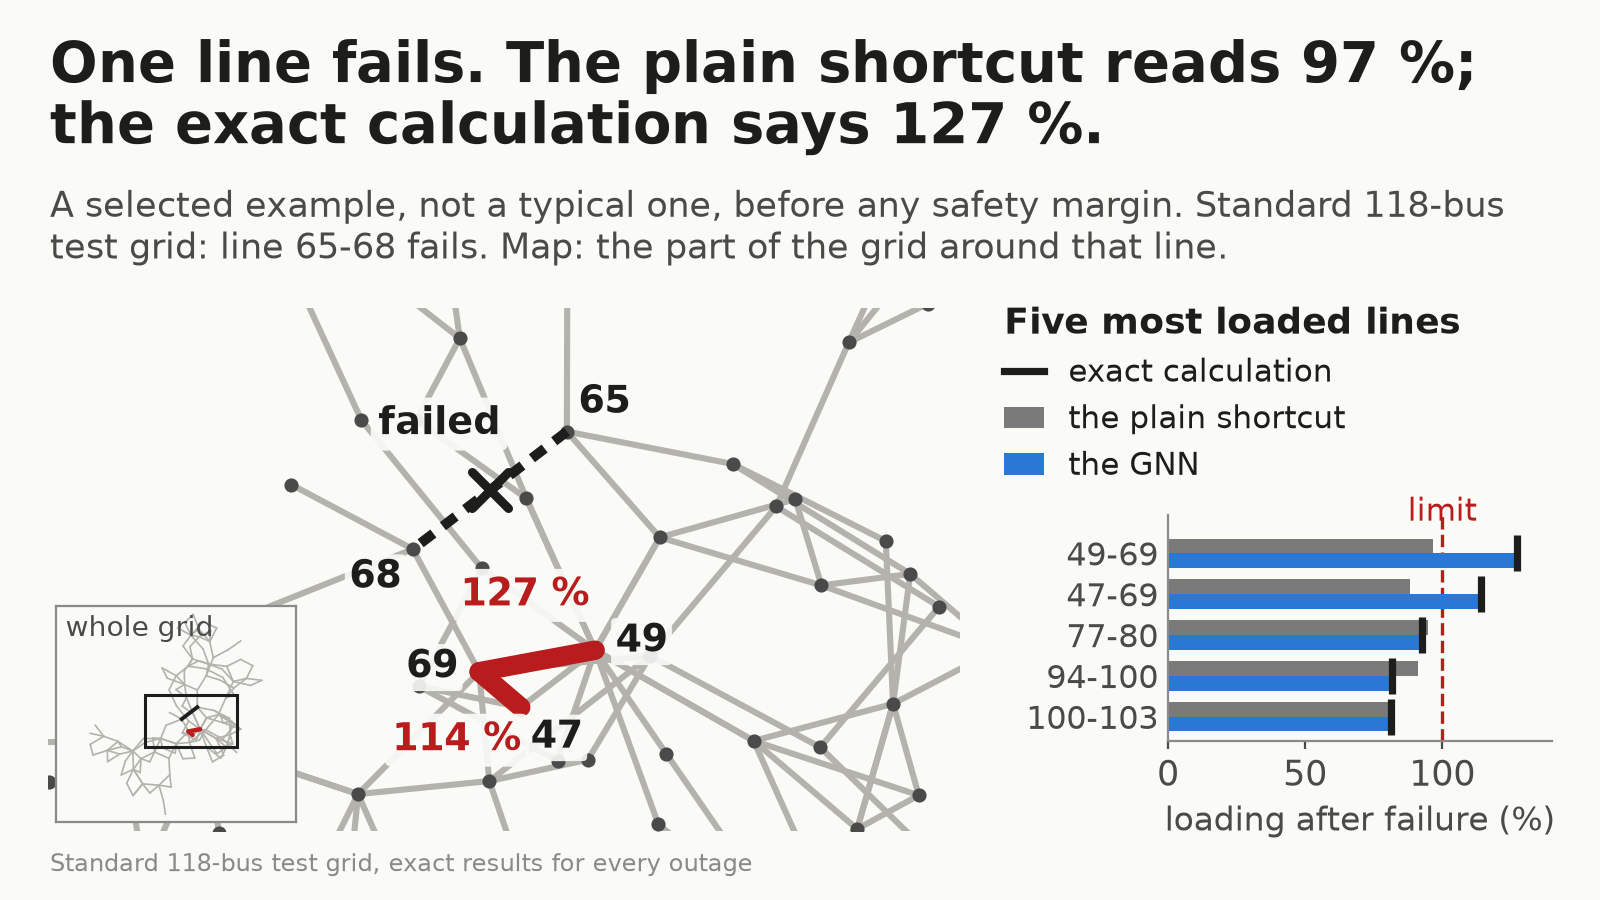 One line fails. The plain shortcut reads 97 %;
the exact calculation says 127 %.
A selected example, not a typical one, before any safety margin. Standard 118-bus
test grid: line 65-68 fails. Map: the part of the grid around that line.
65
failed
68
127 %
49
69
114 %
47
whole grid
Five most loaded lines
exact calculation
the plain shortcut
the GNN
limit
49-69
47-69
77-80
94-100
100-103
0
50
100
loading after failure (%)
Standard 118-bus test grid, exact results for every outage